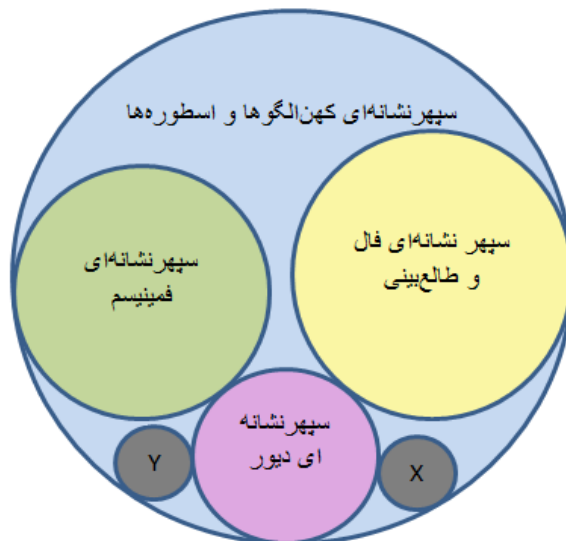 سپهرنشانه‌ای کهن‌الگوها و اسطوره‌ها
سپهر نشانه‌ای فال
و طالع‌بینی
سپهرنشانه‌ای
فمینیسم
سپهرنشانه
ای دیور
X
Y